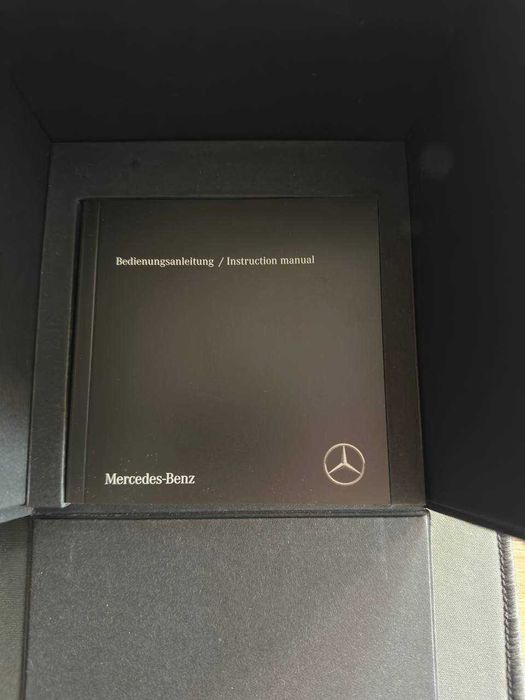 Bedienungsanleitung / Instruction manual
Mercedes-Benz